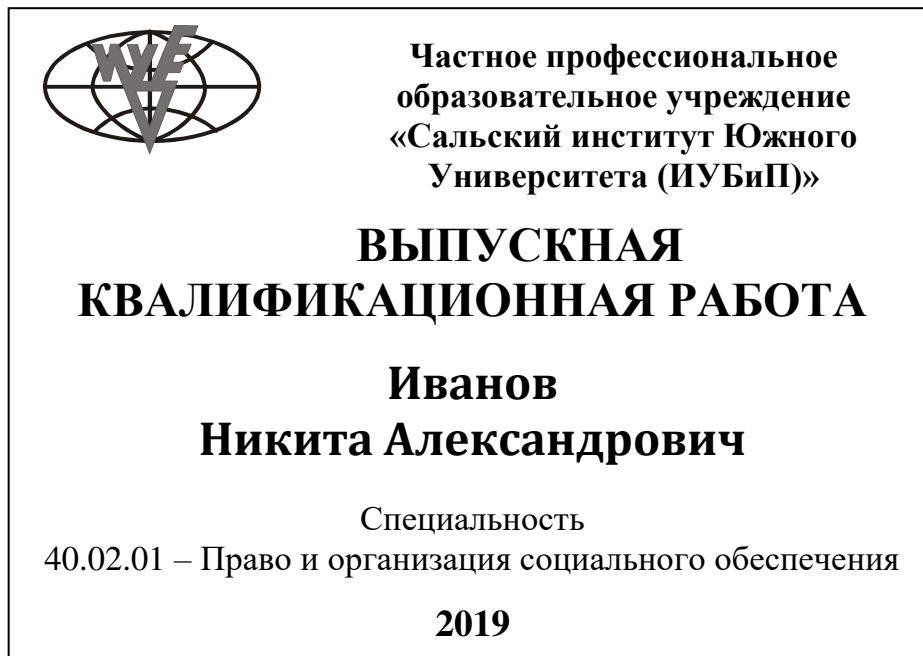 Частное профессиональное
образовательное учреждение
«Сальский институт Южного
Университета (ИУБиП)»
ВЫПУСКНАЯ
КВАЛИФИКАЦИОННАЯ РАБОТА
Иванов
Никита Александрович
Специальность
40.02.01 – Право и организация социального обеспечения
2019